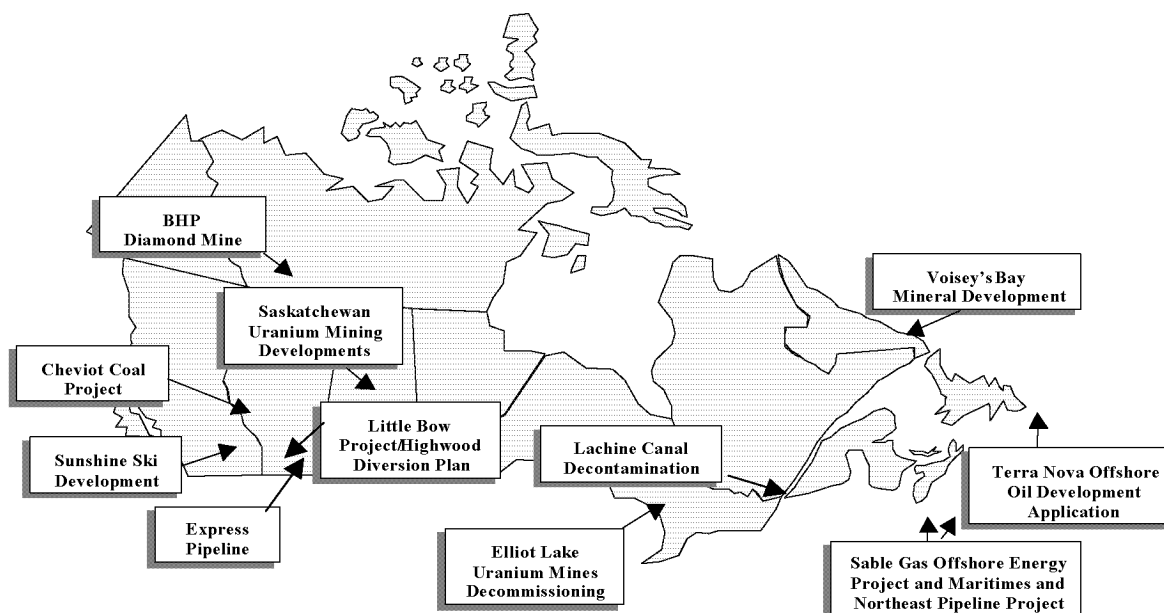 BHP
Diamond Mine
Saskatchewan
Uranium Mining
Developments
Cheviot Coal
Project
Sunshine Ski
Development
Little Bow
Project/Highwood
Diversion Plan
Express
Pipeline
Lachine Canal
Decontamination
Elliot Lake
Uranium Mines
Decommissioning
Voisey's Bay
Mineral Development
Terra Nova Offshore
Oil Development
Application
Sable Gas Offshore Energy
Project and Maritimes and
Northeast Pipeline Project